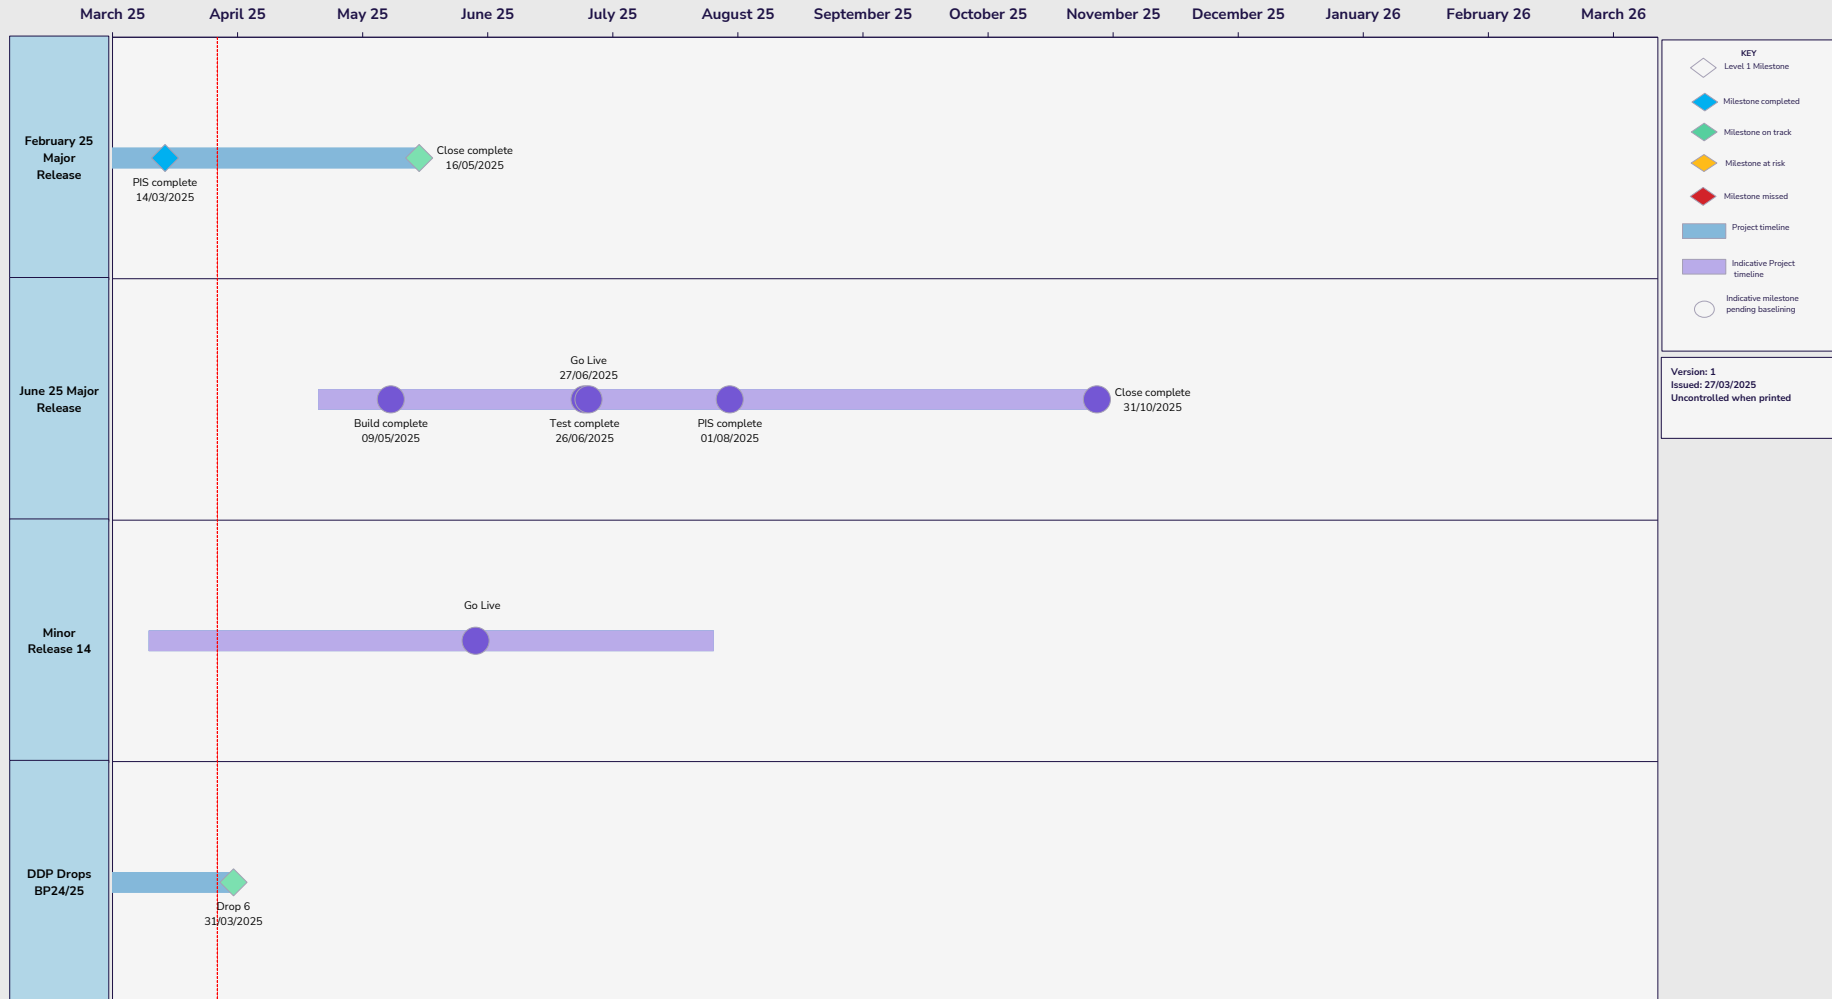 March 25
April 25
May 25
June 25
July 25
August 25
September 25
October 25
November 25
December 25
January 26
February 26
March 26
February 25
Major
Release
PIS complete
14/03/2025
Close complete
16/05/2025
June 25 Major
Release
Go Live
27/06/2025
Build complete
09/05/2025
Test complete
26/06/2025
PIS complete
01/08/2025
Close complete
31/10/2025
Minor
Release 14
Go Live
DDP Drops
BP24/25
Drop 6
31/03/2025
KEY
Level 1 Milestone
Milestone completed
Milestone on track
Milestone at risk
Milestone missed
Project timeline
Indicative Project
timeline
Indicative milestone
pending baselining
Version: 1
Issued: 27/03/2025
Uncontrolled when printed